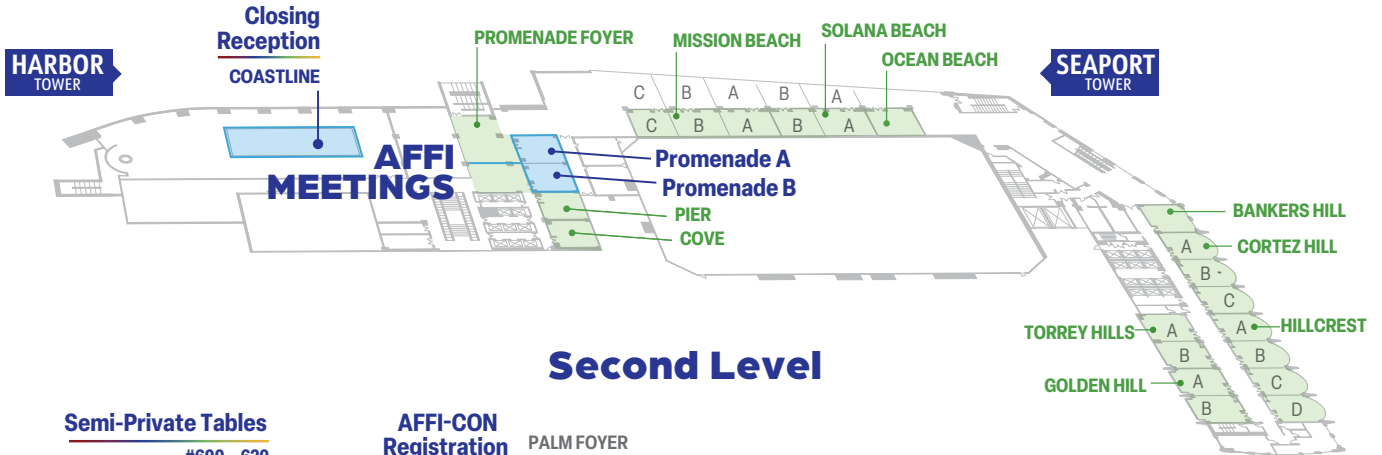 Closing
Reception
COASTLINE
HARBOR
TOWER
PROMENADE FOYER
MISSION BEACH
SOLANA BEACH
OCEAN BEACH
SEAPORT
TOWER
C B A B A
C B A B A
AFFI
MEETINGS
Promenade A
Promenade B
PIER
COVE
BANKERS HILL
A CORTEZ HILL
B
C
TORREY HILLS A
A HILLCREST
B
B
GOLDEN HILL A
C
B
D
Second Level
Semi-Private Tables
AFFI-CON
Registration
PALM FOYER